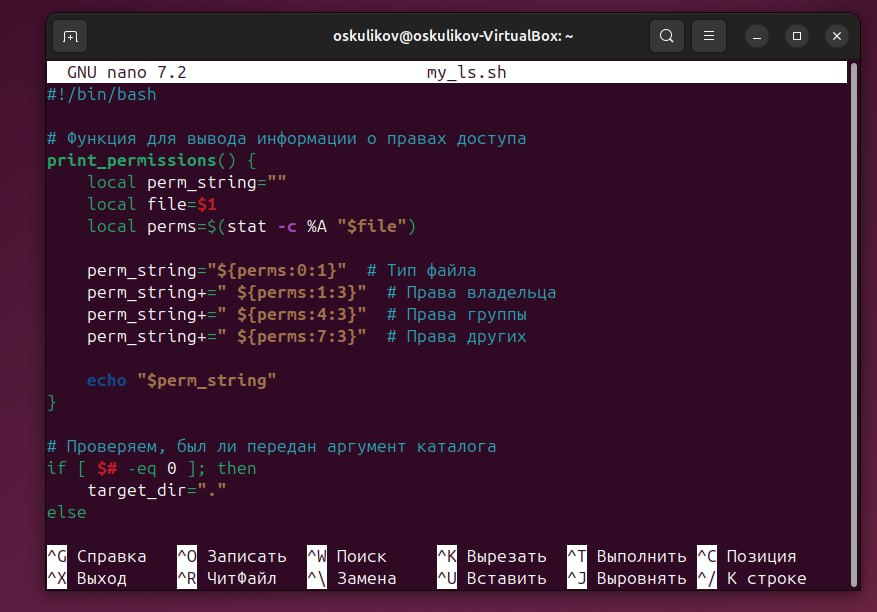 oskulikov@oskulikov-VirtualBox: ~
GNU nano 7.2 my_ls.sh
#!/bin/bash
# Функция для вывода информации о правах доступа
print_permissions() {
    local perm_string=""
    local file=$1
    local perms=$(stat -c %A "$file")
    perm_string="${perms:0:1}"  # Тип файла
    perm_string+=" ${perms:1:3}"  # Права владельца
    perm_string+=" ${perms:4:3}"  # Права группы
    perm_string+=" ${perms:7:3}"  # Права других
    echo "$perm_string"
}
# Проверяем, был ли передан аргумент каталога
if [ $# -eq 0 ]; then
    target_dir="."
else
^G Справка ^O Записать ^W Поиск ^K Вырезать ^T Выполнить ^C Позиция
^X Выход ^R ЧитФайл ^\ Замена ^U Вставить ^J Выровнять ^/ К строке